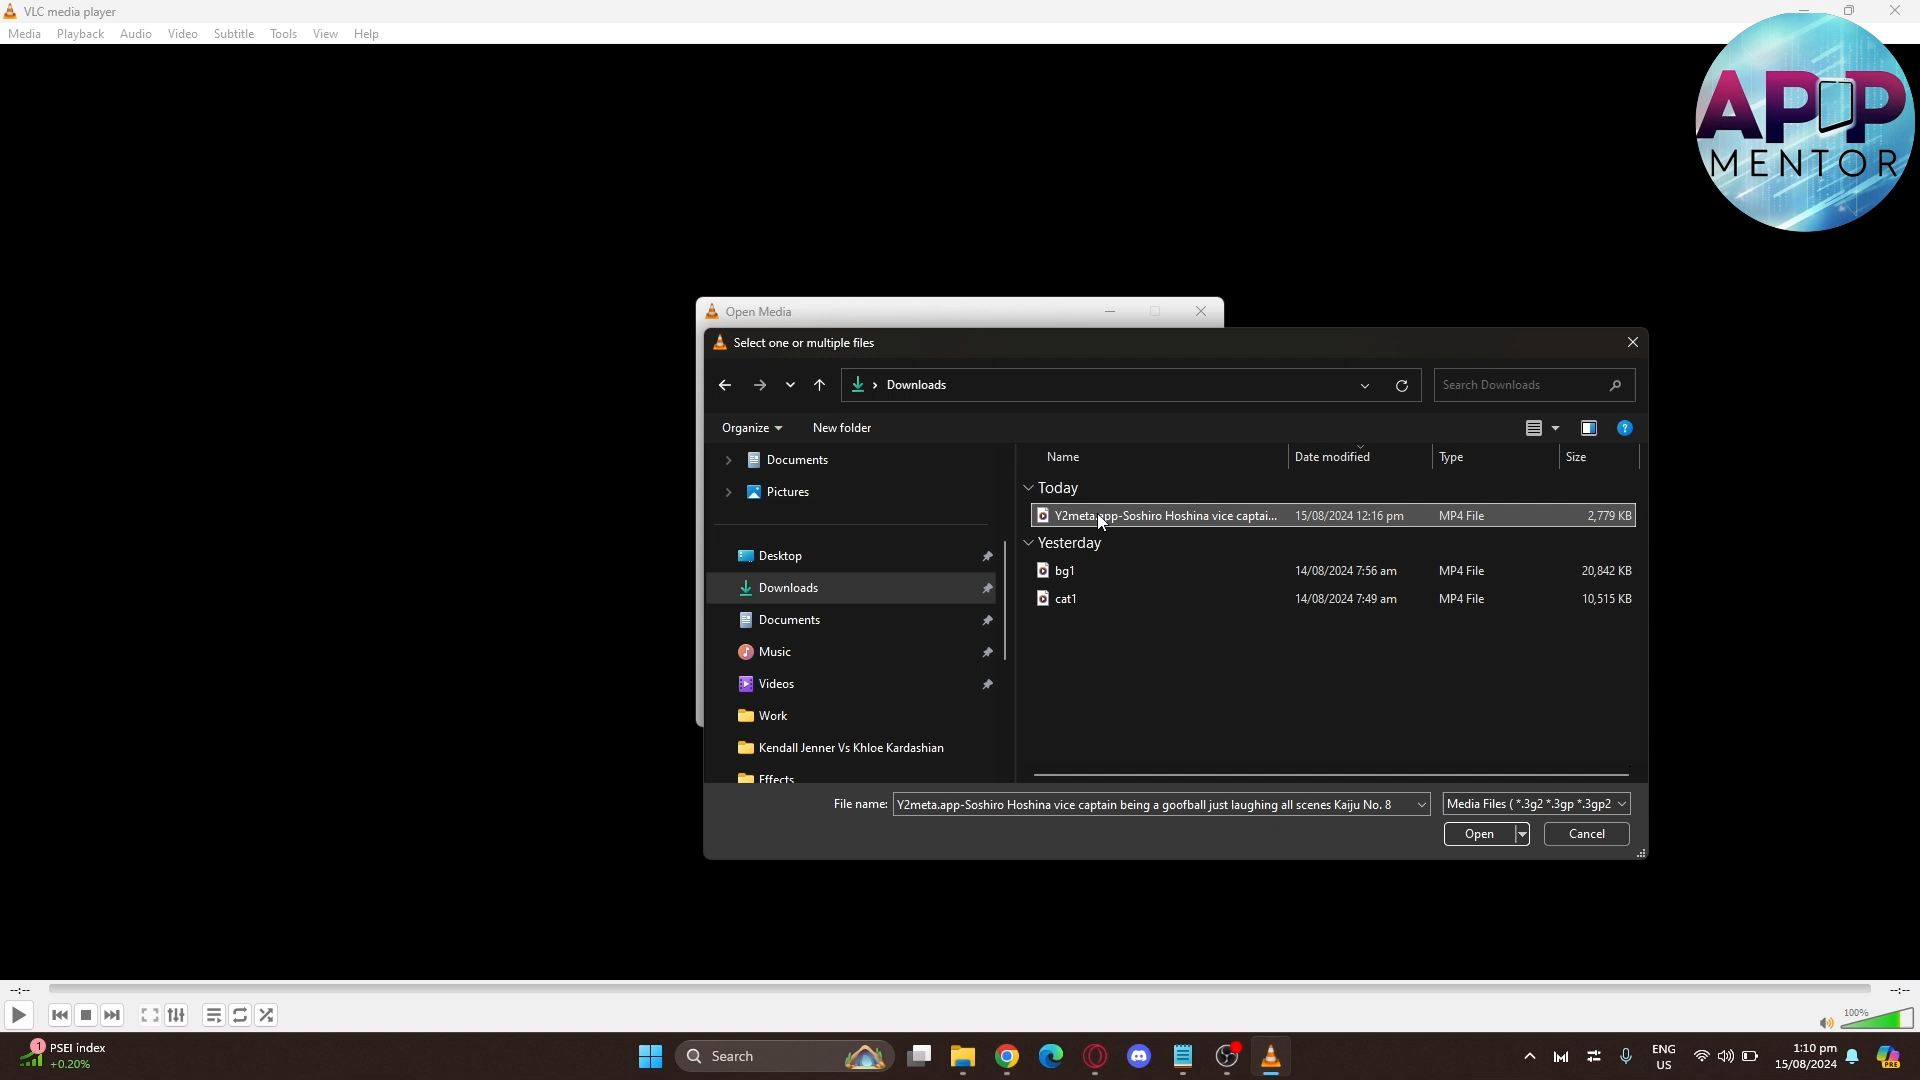 VLC media player
Media Playback Audio Video Subtitle Tools View Help
APP
MENTOR
Open Media
Select one or multiple files
Downloads
Search Downloads
Organize New folder
Documents
Pictures
Desktop
Downloads
Documents
Music
Videos
Work
Kendall Jenner Vs Khloe Kardashian
Effects
Name Date modified Type Size
Today
Y2meta.app-Soshiro Hoshina vice captai... 15/08/2024 12:16 pm MP4 File 2,779 KB
Yesterday
bg1 14/08/2024 7:56 am MP4 File 20,842 KB
cat1 14/08/2024 7:49 am MP4 File 10,515 KB
File name: Y2meta.app-Soshiro Hoshina vice captain being a goofball just laughing all scenes Kaiju No. 8 Media Files ( *.3g2 *.3gp *.3gp2
Open Cancel
--:-- --:--
100%
1 PSEI index
+0.20%
Search
ENG
US
1:10 pm
15/08/2024
PRE